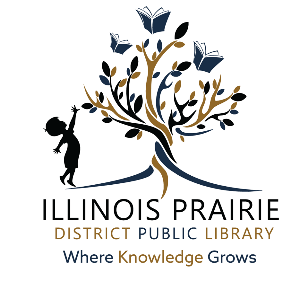 ILLINOIS PRAIRIE
DISTRICT PUBLIC LIBRARY
Where Knowledge Grows